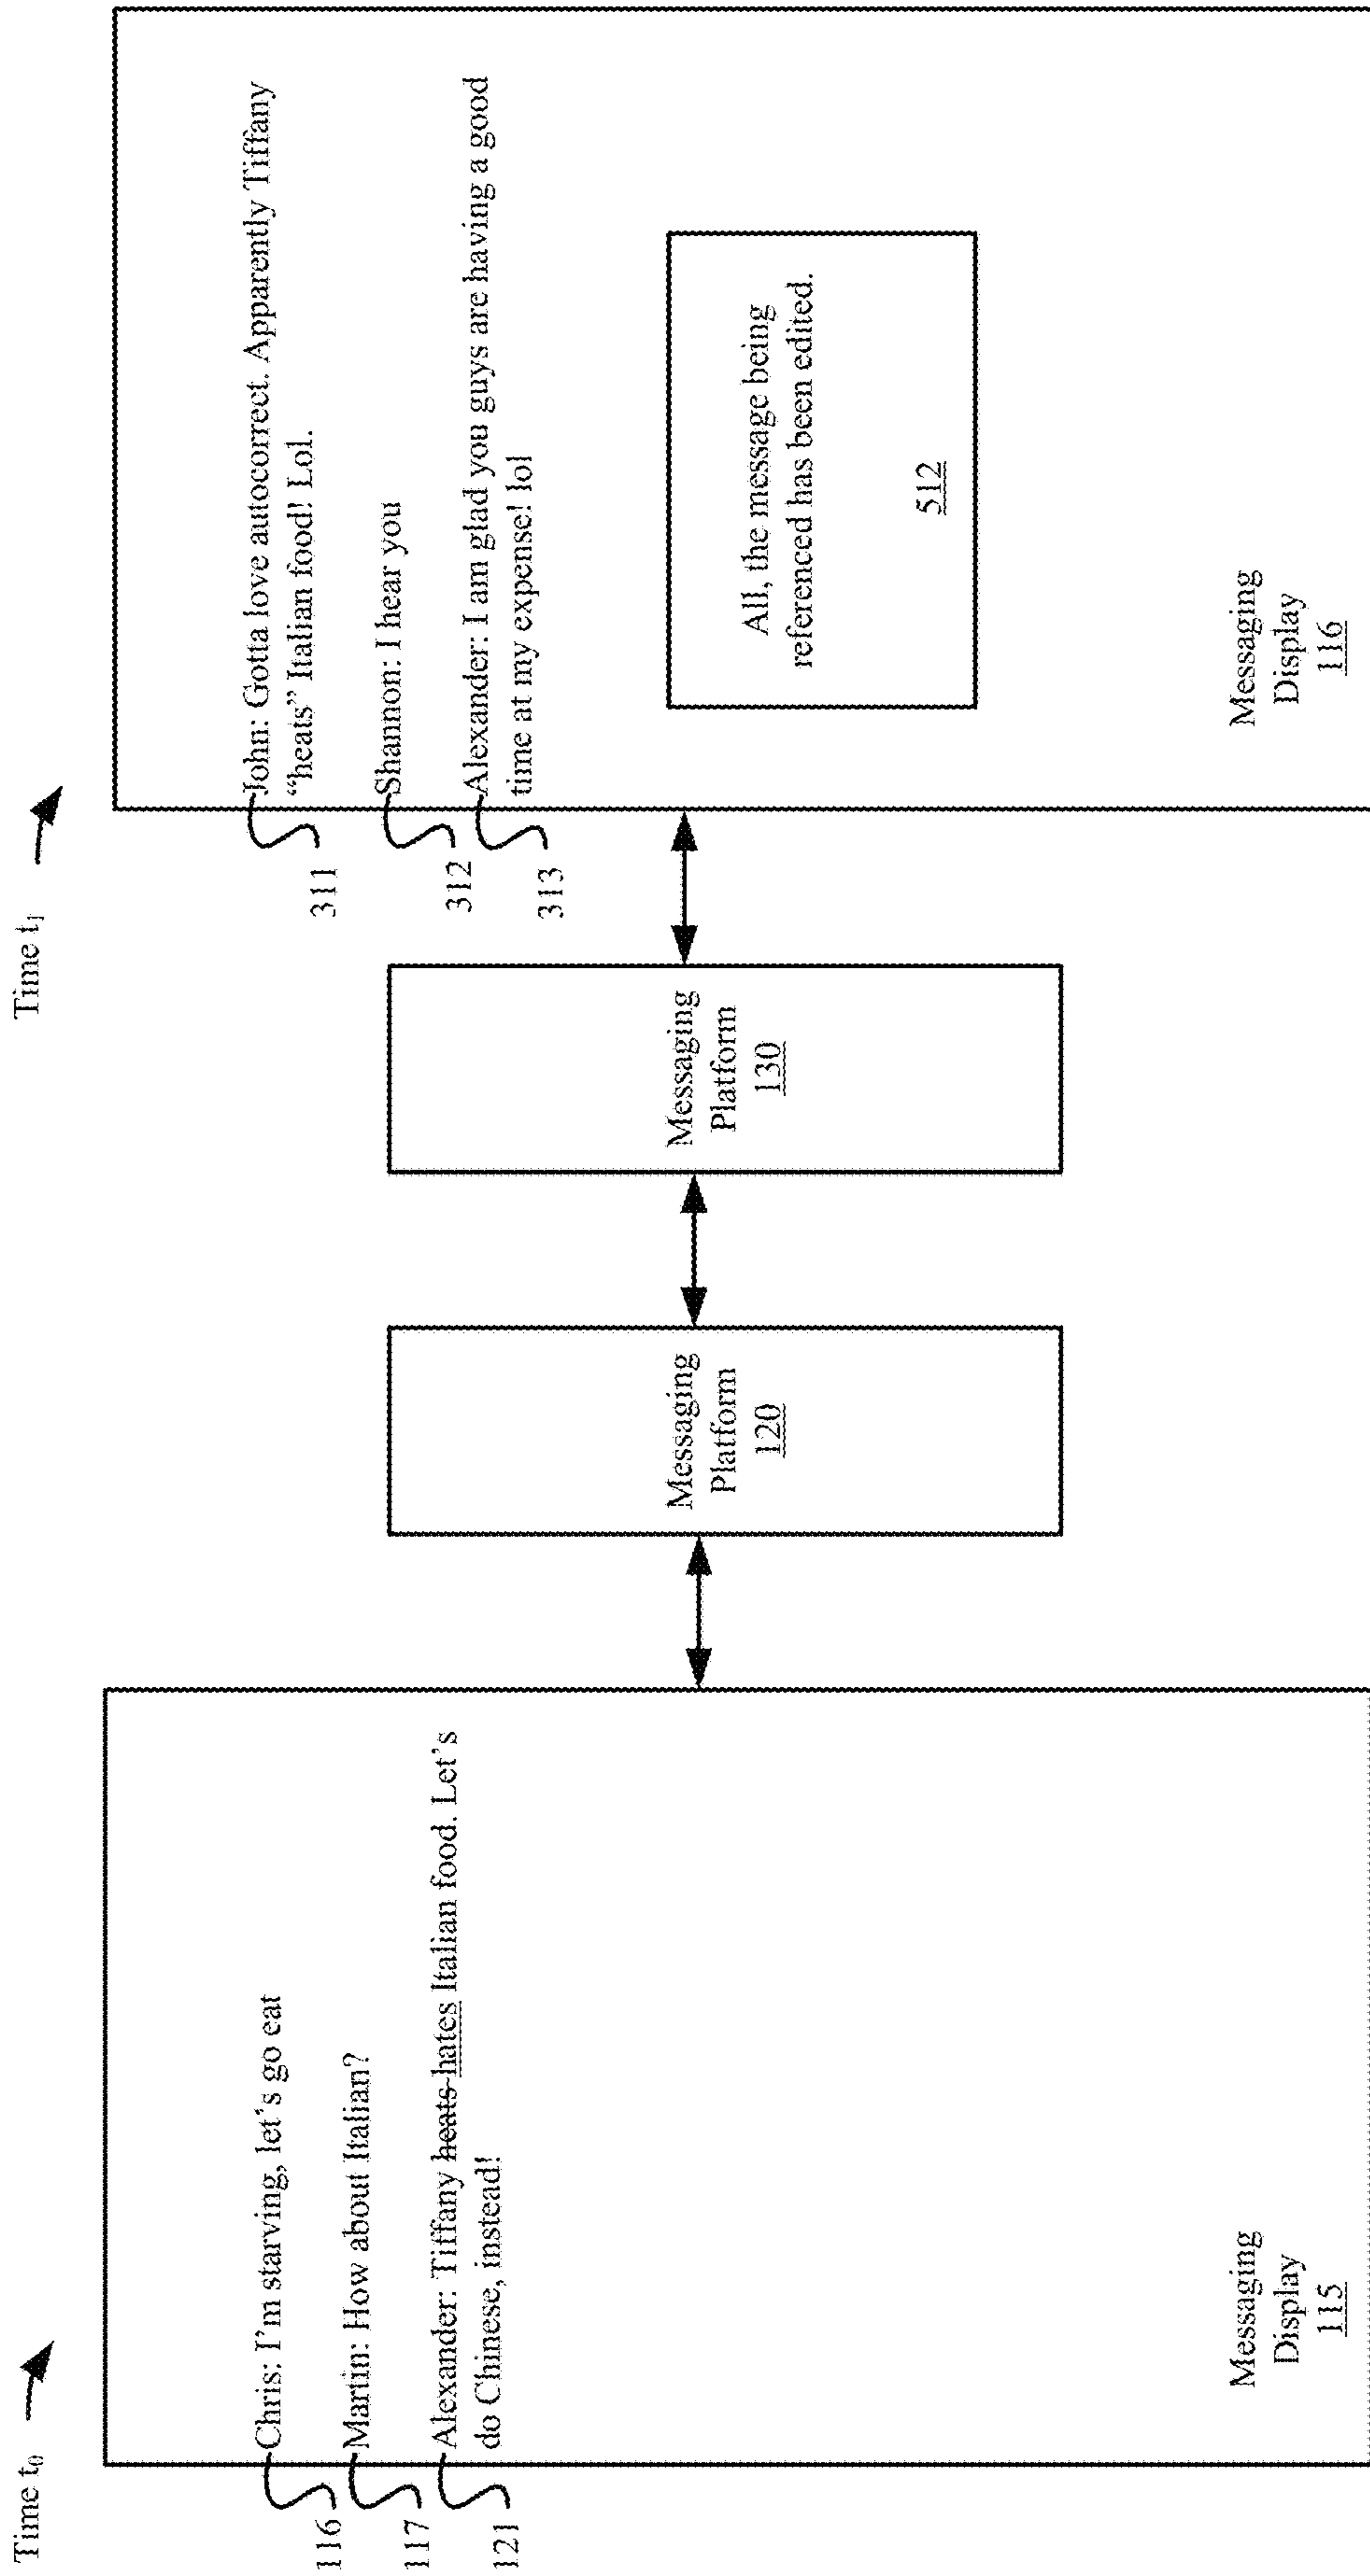 Time t0
116
117
121
Chris: I'm starving, let's go eat
Martin: How about Italian?
Alexander: Tiffany heats hates Italian food. Let's
do Chinese, instead!
Messaging
Display
115
Messaging
Platform
120
Messaging
Platform
130
Time t1
311
312
313
John: Gotta love autocorrect. Apparently Tiffany
“heats” Italian food! Lol.
Shannon: I hear you
Alexander: I am glad you guys are having a good
time at my expense! lol
All, the message being
referenced has been edited.
512
Messaging
Display
116